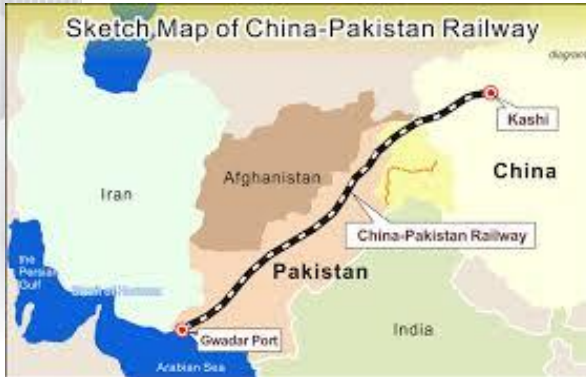 Sketch Map of China-Pakistan Railway
diagram
Kashi
China
Afghanistan
Iran
China-Pakistan Railway
Pakistan
the
Persian
Gulf
India
Gwadar Port
Arabian Sea